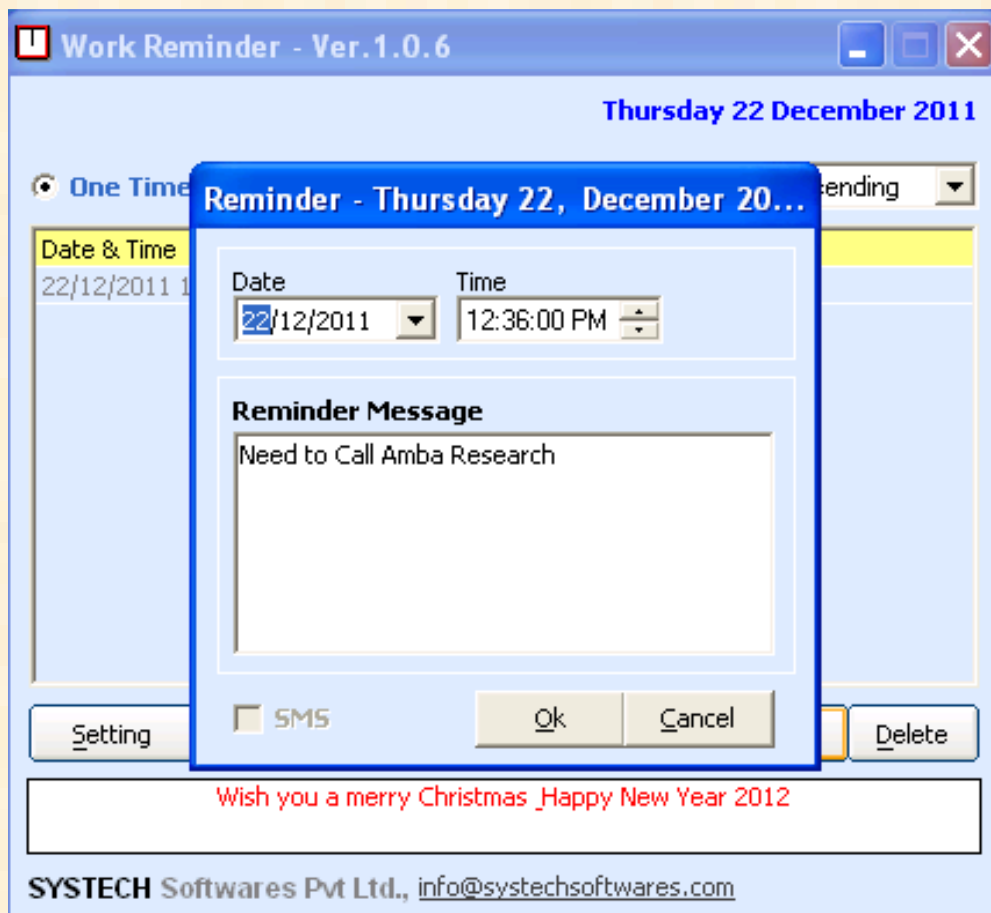 Work Reminder - Ver.1.0.6
Thursday 22 December 2011
One Time
cending
Reminder - Thursday 22, December 20...
Date & Time
22/12/2011 1
Date Time
22/12/2011 12:36:00 PM
Reminder Message
Need to Call Amba Research
SMS Ok Cancel
Setting Delete
Wish you a merry Christmas _Happy New Year 2012
SYSTECH Softwares Pvt Ltd., info@systechsoftwares.com